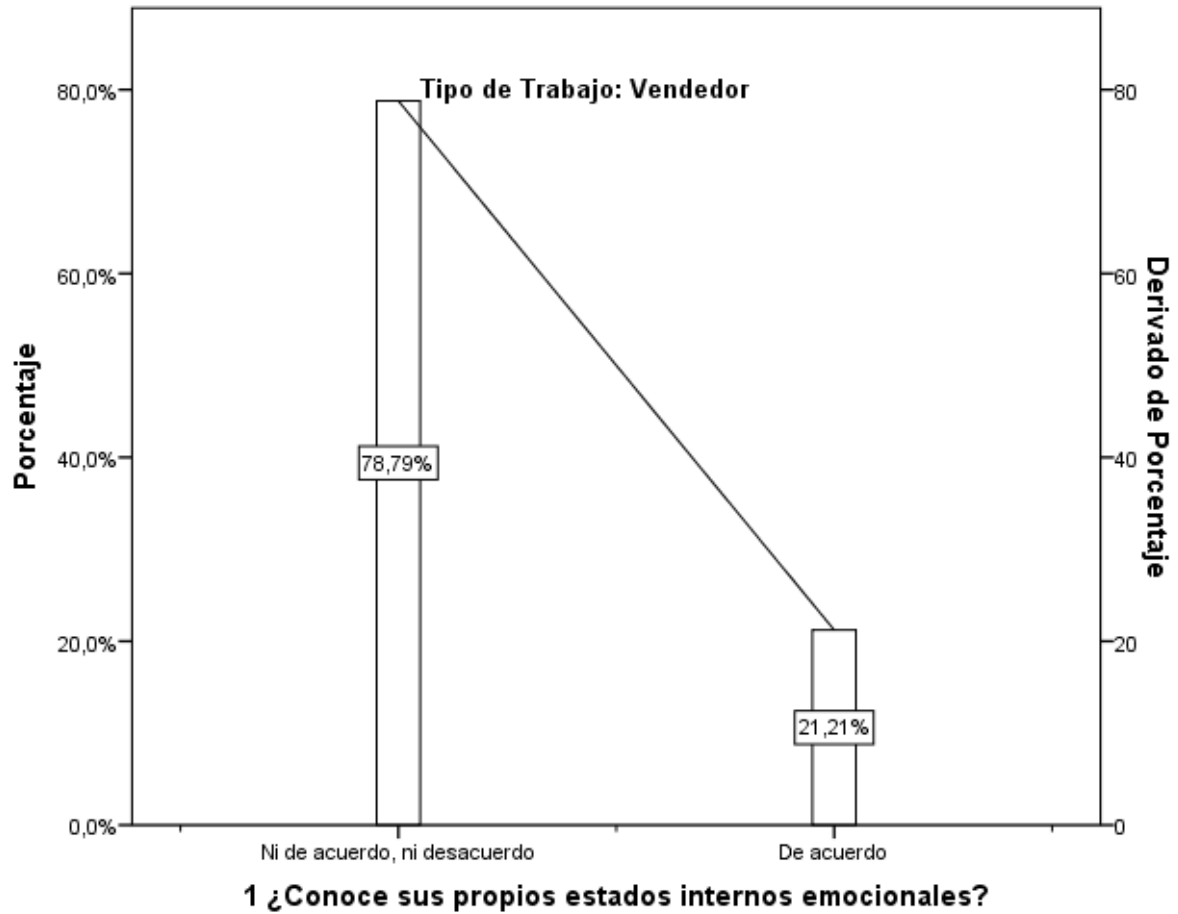 Tipo de Trabajo: Vendedor
Porcentaje
80,0%
60,0%
40,0%
20,0%
0,0%
78,79%
21,21%
80
60
40
20
0
Derivado de Porcentaje
Ni de acuerdo, ni desacuerdo
De acuerdo
1 ¿Conoce sus propios estados internos emocionales?